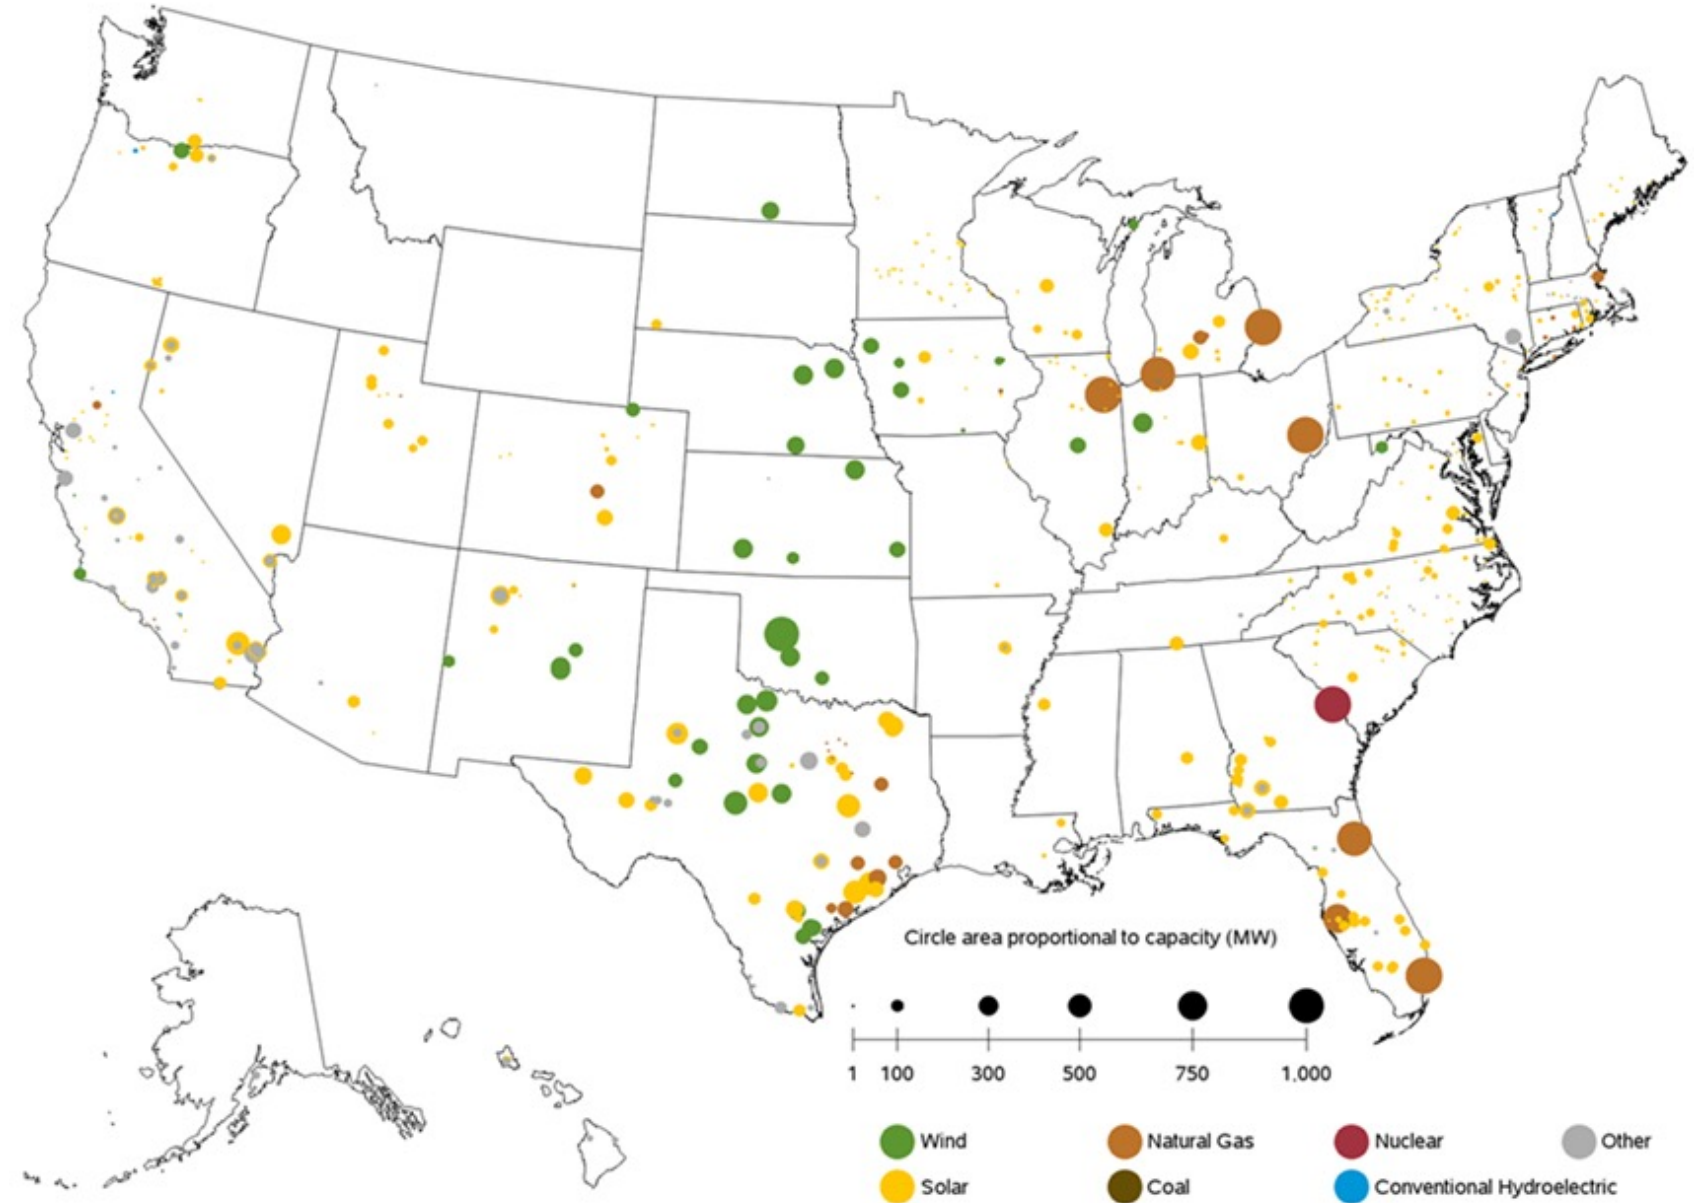 Circle area proportional to capacity (MW)
1 100 300 500 750 1,000
Wind Natural Gas Nuclear Other
Solar Coal Conventional Hydroelectric